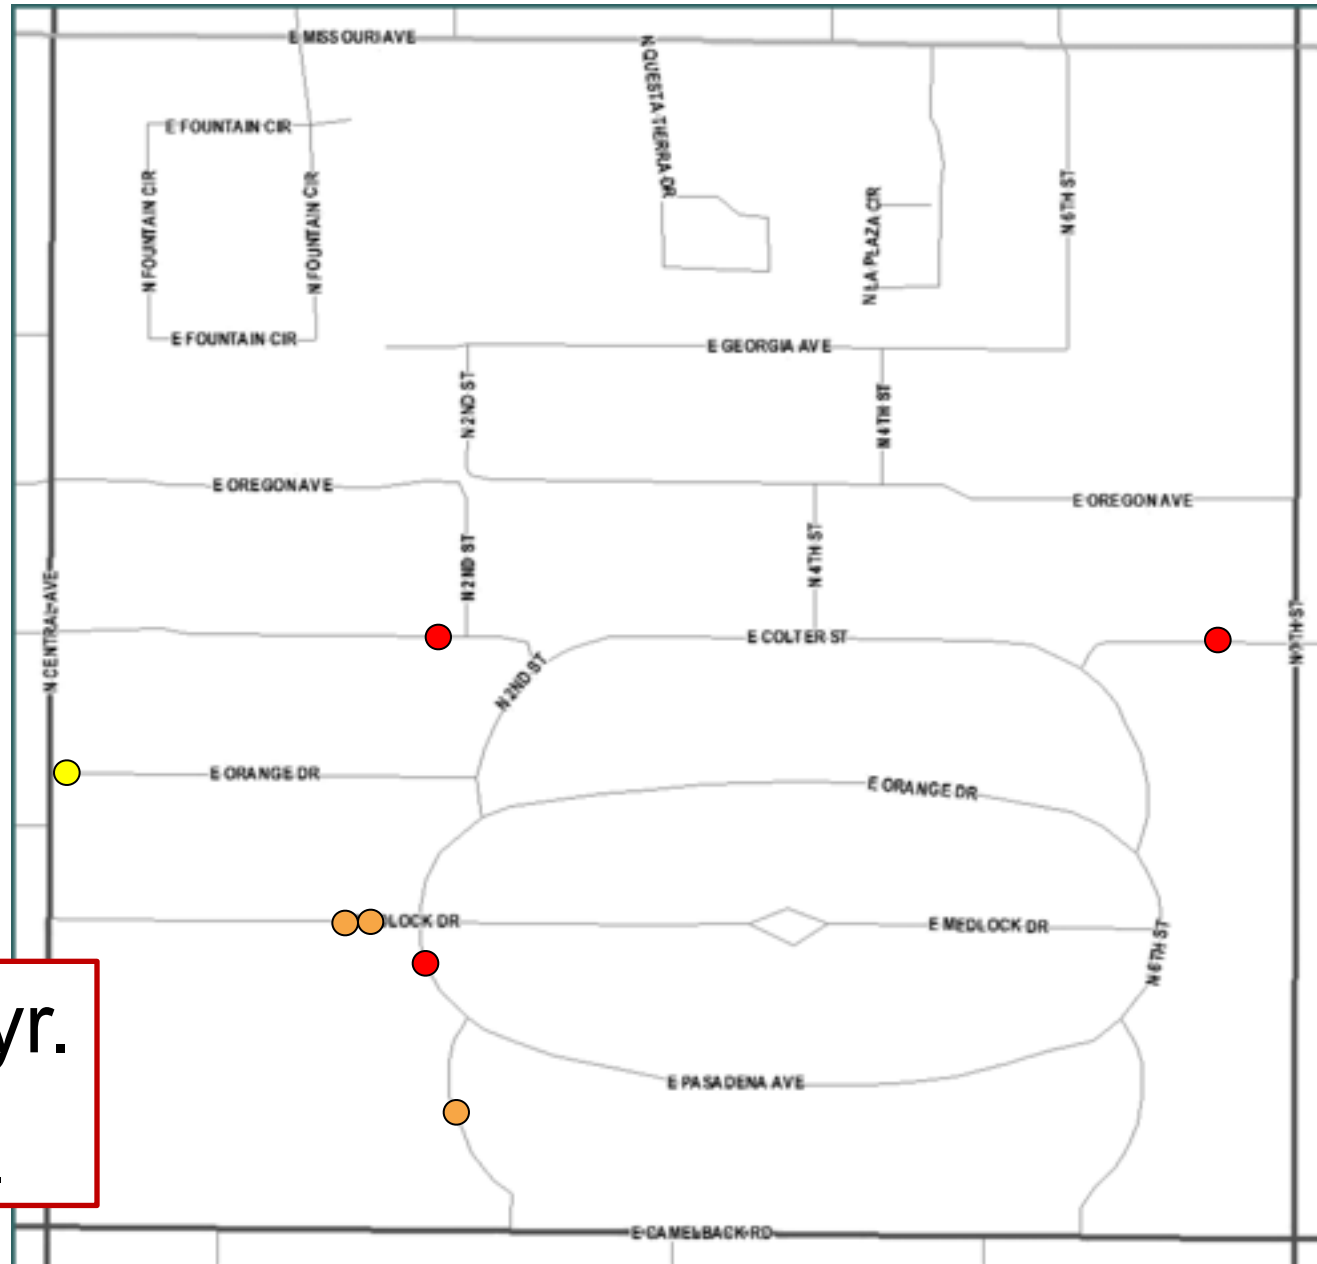 E MISSOURI AVE
N QUESTA TIERRA DR
E FOUNTAIN CIR
N FOUNTAIN CIR
N FOUNTAIN CIR
N LA PLAZA CIR
N 6TH ST
E FOUNTAIN CIR
E GEORGIA AVE
N 2ND ST
N 4TH ST
E OREGON AVE
E OREGON AVE
N 2ND ST
N 4TH ST
N CENTRAL AVE
E COLTER ST
N 7TH ST
N 2ND ST
E ORANGE DR
E ORANGE DR
DLOCK DR
E MEDLOCK DR
N 6TH ST
yr.
.
E PASADENA AVE
E CAMELBACK RD